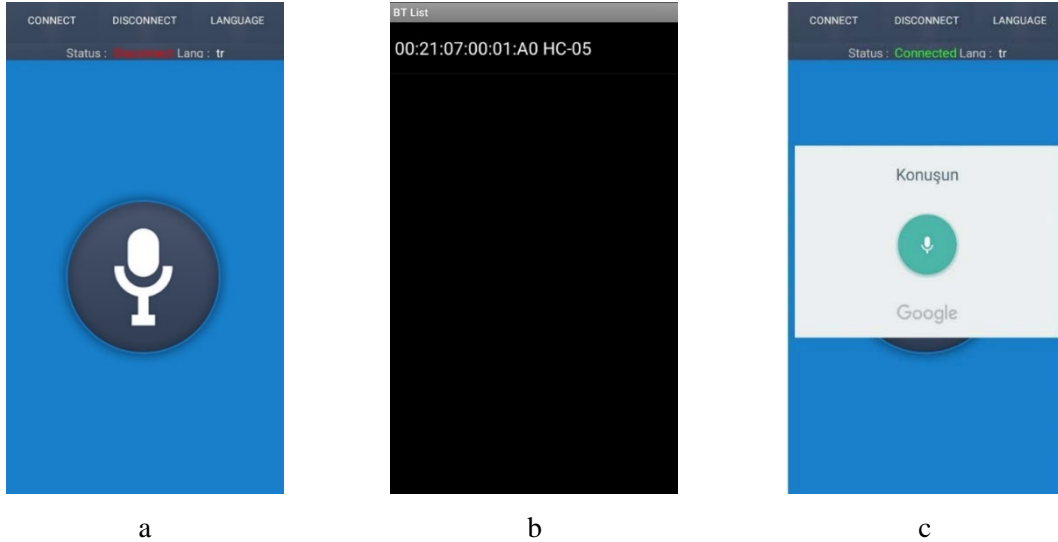 CONNECT DISCONNECT LANGUAGE
Status : Lang : tr
BT List
00:21:07:00:01:A0 HC-05
CONNECT DISCONNECT LANGUAGE
Status : Connected Lang : tr
Konuşun
Google
a
b
c